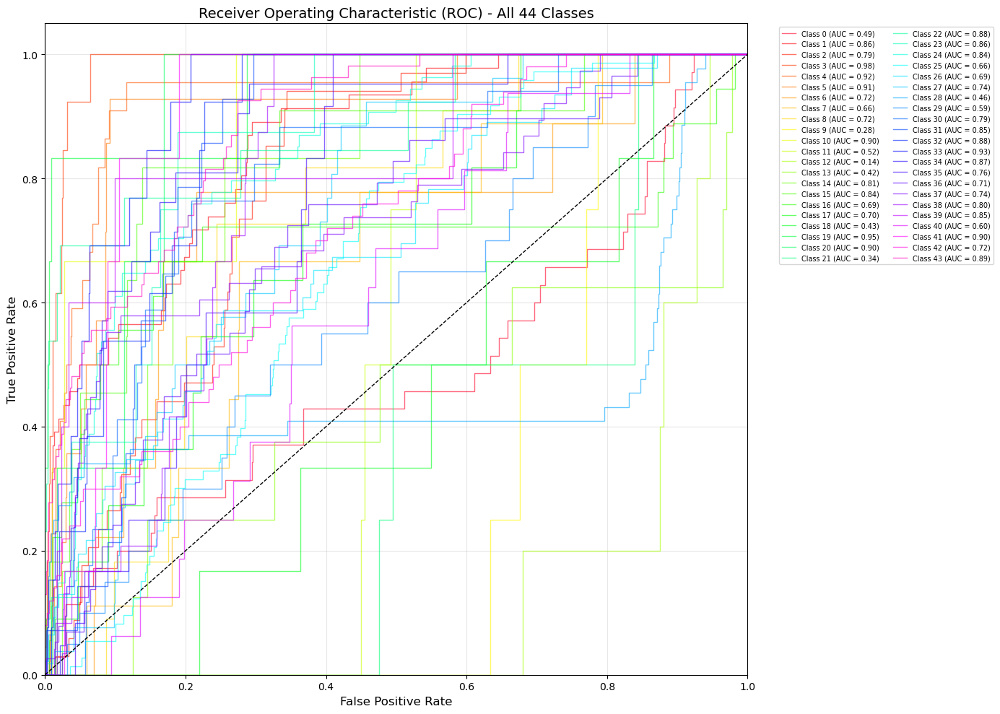 Receiver Operating Characteristic (ROC) - All 44 Classes
True Positive Rate
1.0
0.8
0.6
0.4
0.2
0.0
0.0 0.2 0.4 0.6 0.8 1.0
False Positive Rate
Class 0 (AUC = 0.49)
Class 1 (AUC = 0.86)
Class 2 (AUC = 0.79)
Class 3 (AUC = 0.98)
Class 4 (AUC = 0.92)
Class 5 (AUC = 0.91)
Class 6 (AUC = 0.72)
Class 7 (AUC = 0.66)
Class 8 (AUC = 0.72)
Class 9 (AUC = 0.28)
Class 10 (AUC = 0.90)
Class 11 (AUC = 0.52)
Class 12 (AUC = 0.14)
Class 13 (AUC = 0.42)
Class 14 (AUC = 0.81)
Class 15 (AUC = 0.84)
Class 16 (AUC = 0.69)
Class 17 (AUC = 0.70)
Class 18 (AUC = 0.43)
Class 19 (AUC = 0.95)
Class 20 (AUC = 0.90)
Class 21 (AUC = 0.34)
Class 22 (AUC = 0.88)
Class 23 (AUC = 0.86)
Class 24 (AUC = 0.84)
Class 25 (AUC = 0.66)
Class 26 (AUC = 0.69)
Class 27 (AUC = 0.74)
Class 28 (AUC = 0.46)
Class 29 (AUC = 0.59)
Class 30 (AUC = 0.79)
Class 31 (AUC = 0.85)
Class 32 (AUC = 0.88)
Class 33 (AUC = 0.93)
Class 34 (AUC = 0.87)
Class 35 (AUC = 0.76)
Class 36 (AUC = 0.71)
Class 37 (AUC = 0.74)
Class 38 (AUC = 0.80)
Class 39 (AUC = 0.85)
Class 40 (AUC = 0.60)
Class 41 (AUC = 0.90)
Class 42 (AUC = 0.72)
Class 43 (AUC = 0.89)